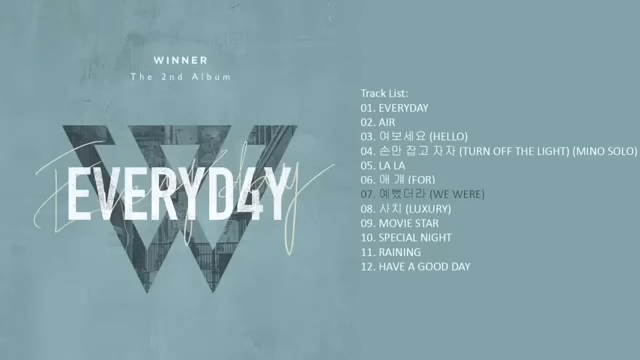 WINNER
The 2nd Album
Everyday
EVERYD4Y
Track List:
01. EVERYDAY
02. AIR
03. 여보세요 (HELLO)
04. 손만 잡고 자자 (TURN OFF THE LIGHT) (MINO SOLO)
05. LA LA
06. 애 걔 (FOR)
07. 예뻤더라 (WE WERE)
08. 사치 (LUXURY)
09. MOVIE STAR
10. SPECIAL NIGHT
11. RAINING
12. HAVE A GOOD DAY